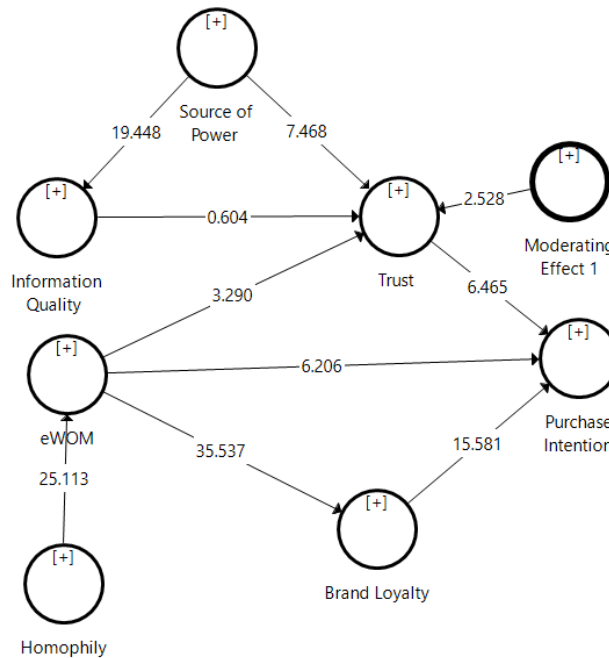 [+]
Source of
Power
19.448
7.468
[+]
2.528
[+]
[+]
0.604
Information
Quality
Trust
Moderating
Effect 1
3.290
6.465
[+]
[+]
6.206
eWOM
Purchase
Intention
35.537
15.581
25.113
[+]
[+]
Brand Loyalty
Homophily